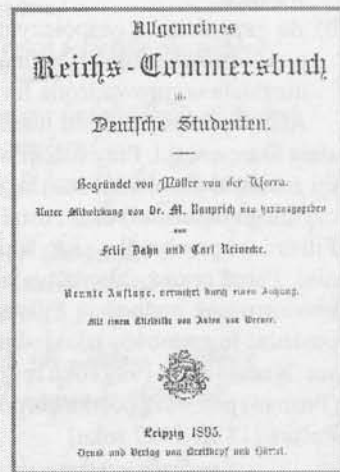 Allgemeines
Reichs-Commersbuch
für
Deutsche Studenten.
Begründet von Müller von der Werra.
Unter Mitwirkung von Dr. M. Rauprich neu herausgegeben
von
Felix Dahn und Carl Reinecke.
Neunte Auflage, vermehrt durch einen Anhang.
Mit einem Titelbilde von Anton von Werner.
Leipzig 1895.
Druck und Verlag von Breitkopf und Härtel.